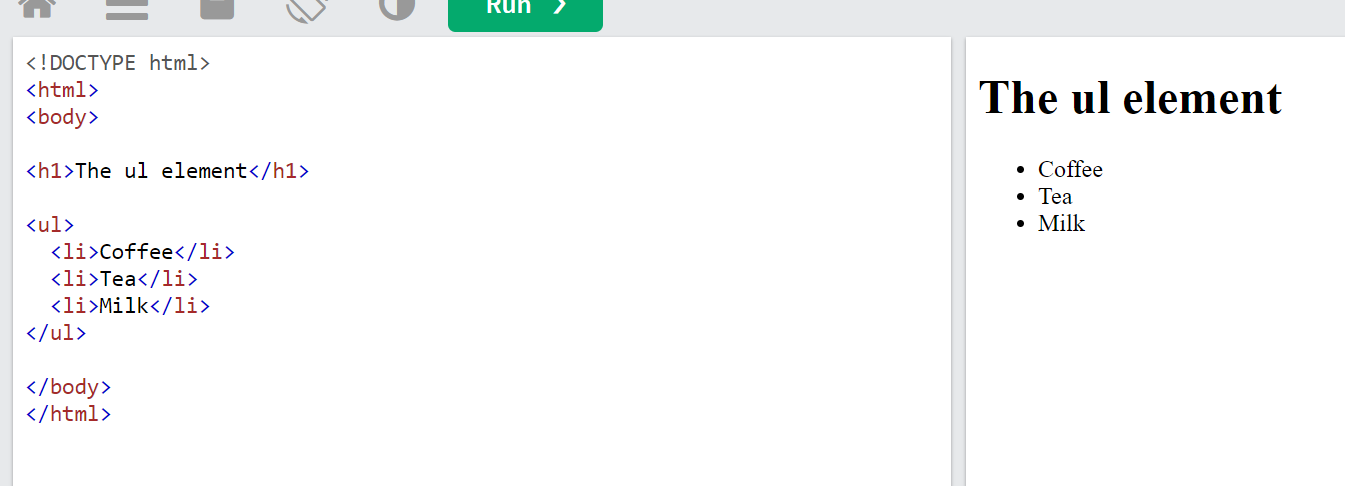 Run ❯
<!DOCTYPE html>
<html>
<body>
<h1>The ul element</h1>
<ul>
<li>Coffee</li>
<li>Tea</li>
<li>Milk</li>
</ul>
</body>
</html>
The ul element
• Coffee
• Tea
• Milk